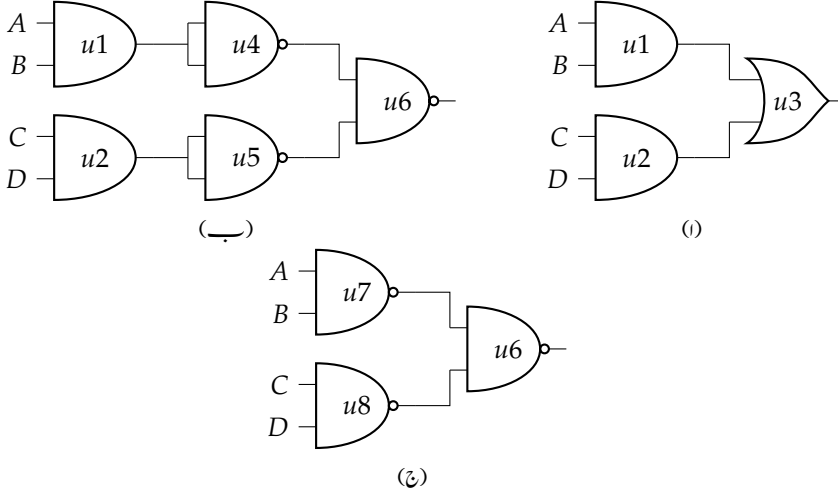 A u1 u4 A u1
B u6 B u3
C u2 u5 C u2
D D
(ب) (ا)
A u7
B u6
C u8
D
(ج)